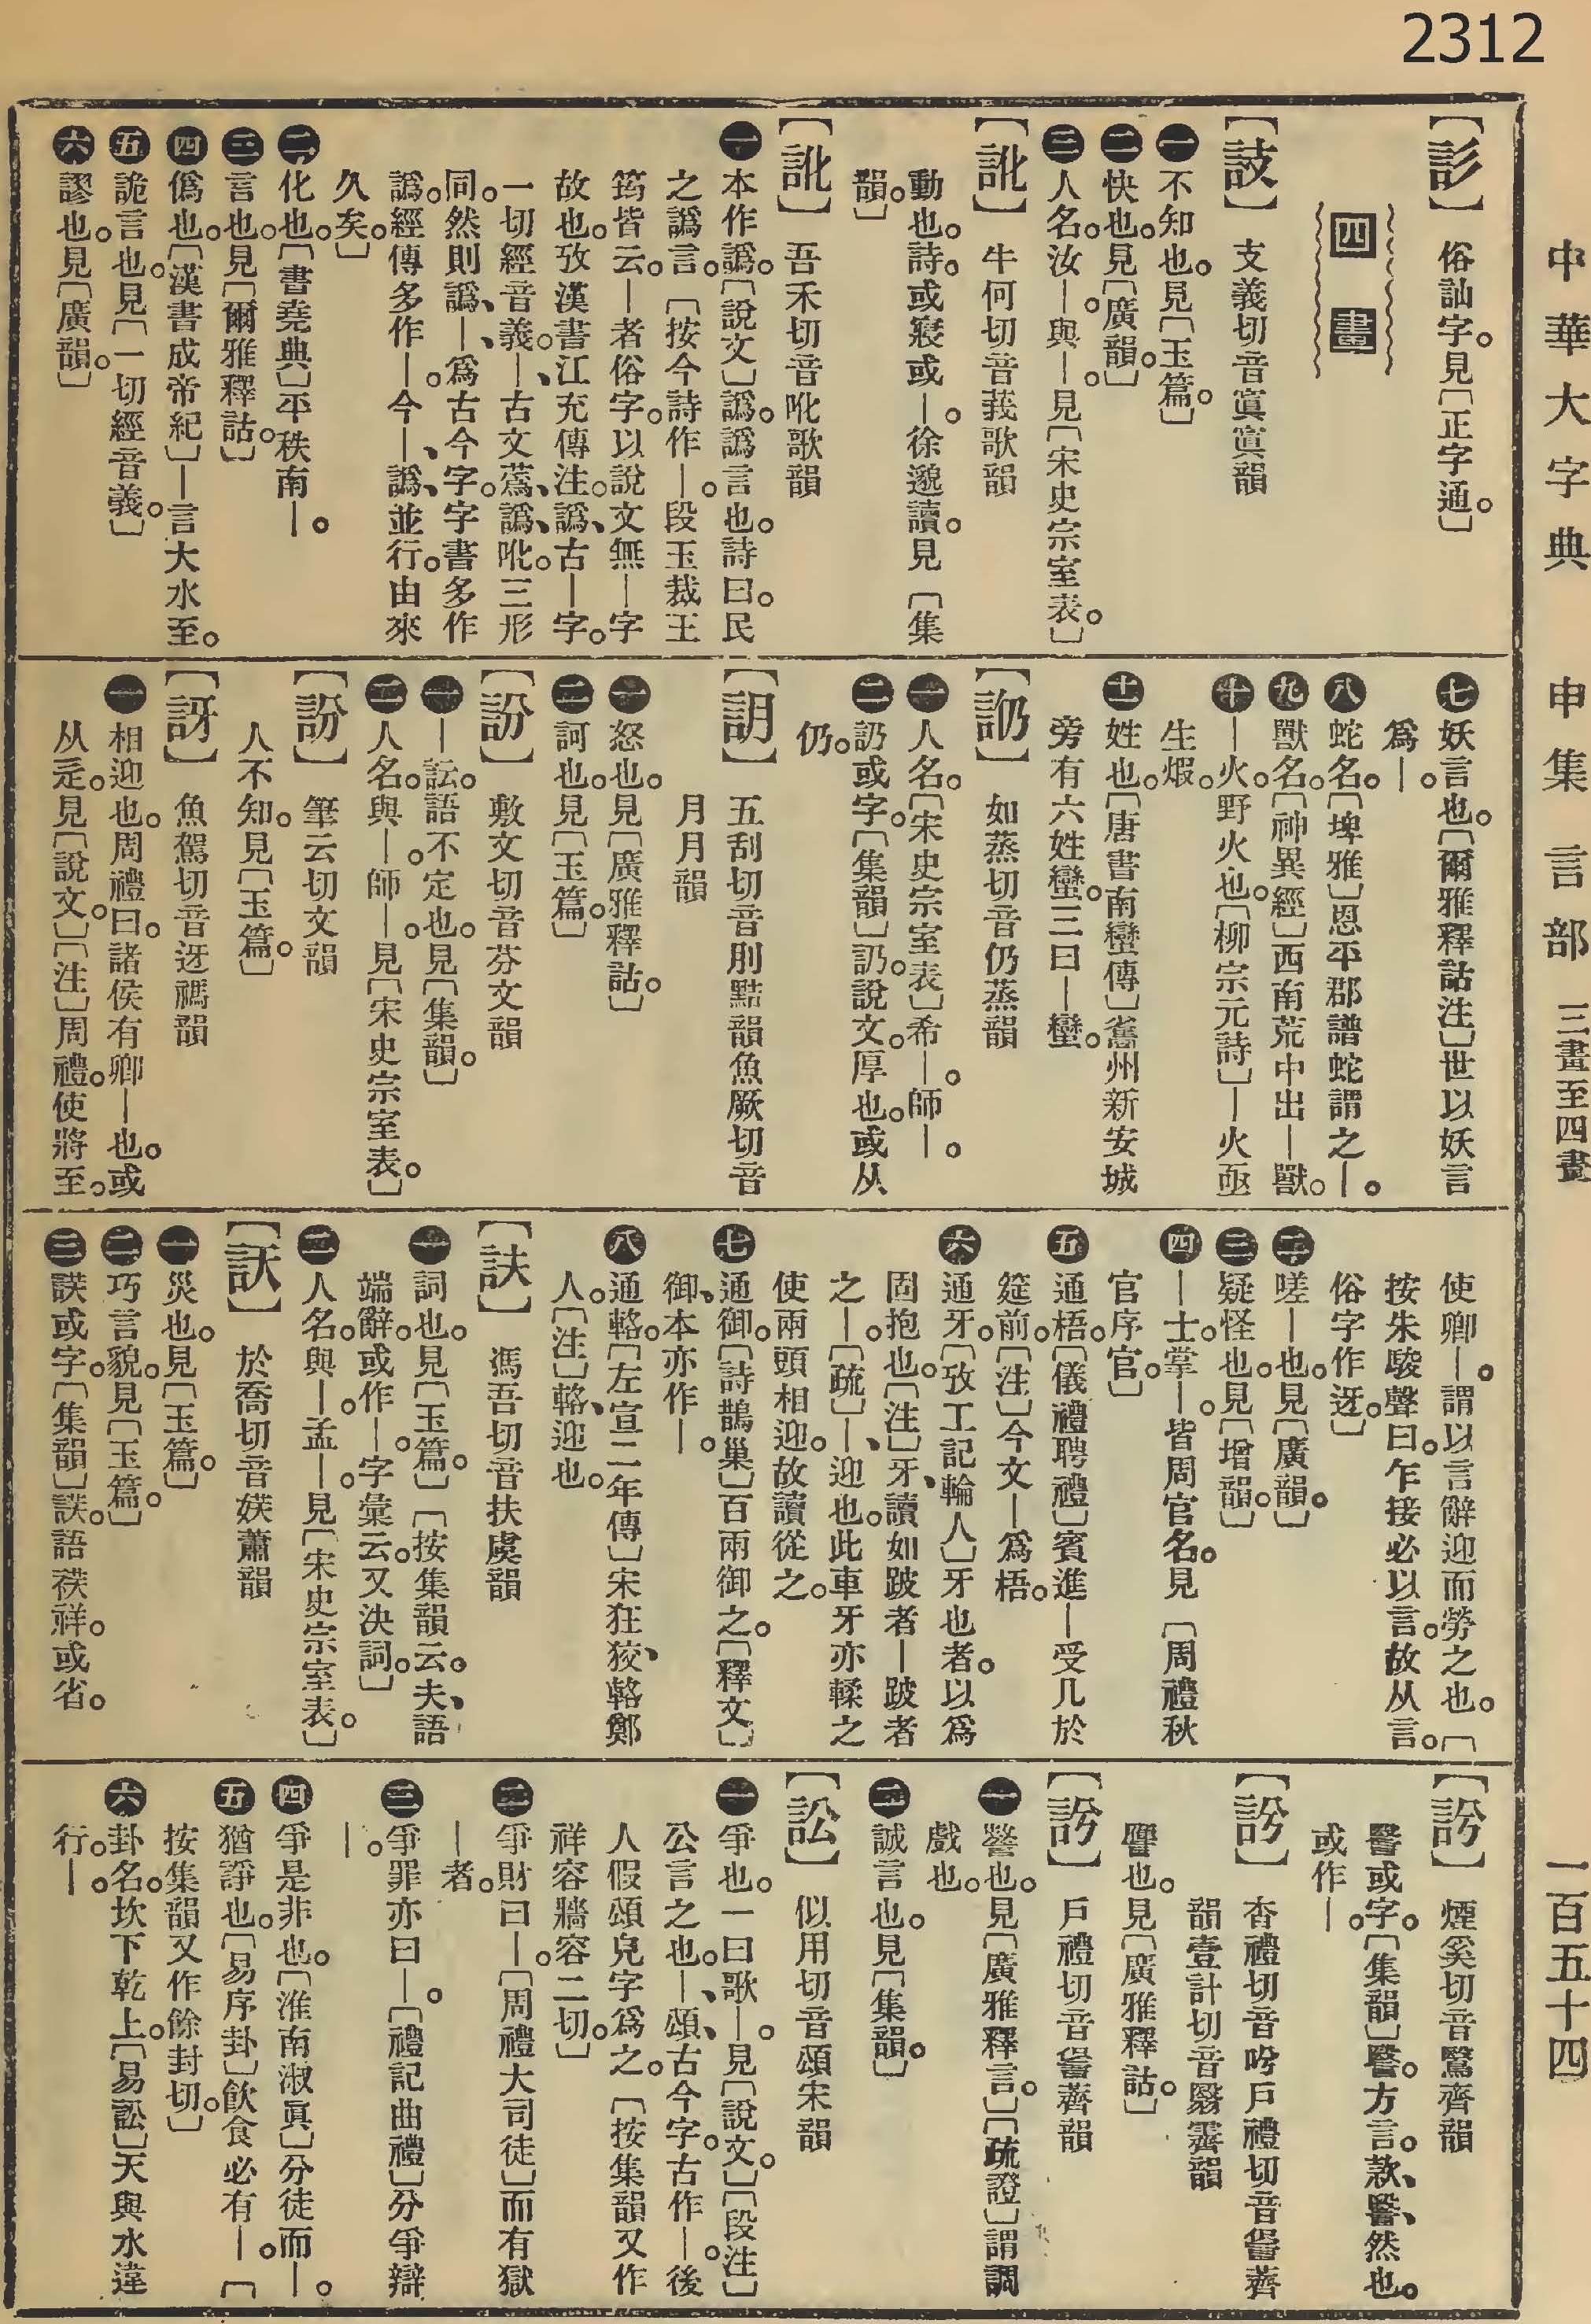 2312
中華大字典　申集　言部　三畫至四畫　一百五十四
【䚲】俗訕字。見〔正字通。〕
四畫
【䚳】支義切音寘寘韻
一不知也。見〔玉篇。〕
二快也。見〔廣韻。〕
三人名。汝｜。與｜。見〔宋史宗室表。〕
【訿】牛何切音莪歌韻
動也。詩。或寢或｜。徐邈讀。見〔集
韻。〕
【訛】吾禾切音吪歌韻
一本作譌。〔說文〕譌。譌言也。詩曰。民
之譌言。〔按今詩作｜。段玉裁王
筠皆云。｜者俗字。以說文無｜字
故也。攷漢書江充傳注。譌、古｜字。
一切經音義。｜、古文蔿、譌、吪。三形
同。然則譌、｜、爲古今字。字書多作
譌。經傳多作｜。今｜、譌、並行。由來
久矣。〕
二化也。〔書堯典〕平秩南｜。
三言也。見〔爾雅釋詁。〕
四僞也。〔漢書成帝紀〕｜言大水至。
五詭言也。見〔一切經音義。〕
六謬也。見〔廣韻。〕
七妖言也。〔爾雅釋詁注〕世以妖言
爲｜。
八蛇名。〔埤雅〕恩平郡譜蛇謂之｜。
九獸名。〔神異經〕西南荒中出｜獸。
十｜火。野火也。〔柳宗元詩〕｜火亟
生煆。
十一姓也。〔唐書南蠻傳〕巂州新安城
旁有六姓蠻。三曰｜蠻。
【訒】如蒸切音仍蒸韻
一人名。〔宋史宗室表〕希｜。師｜。
二訒或字。〔集韻〕訒。說文。厚也。或从
仍。
【䚴】五刮切音刖黠韻魚厥切音
月月韻
一怒也。見〔廣雅釋詁。〕
二訶也。見〔玉篇。〕
【訜】敷文切音芬文韻
一｜訫。語不定也。見〔集韻。〕
二人名。與｜。師｜。見〔宋史宗室表。〕
【訜】筆云切文韻
人不知。見〔玉篇。〕
【訝】魚駕切音迓禡韻
一相迎也。周禮曰。諸侯有卿｜也。或
从辵。見〔說文。〕〔注〕周禮。使將至。
使卿｜。謂以言辭迎而勞之也。〔
按朱駿聲曰。乍接必以言。故从言。
俗字作迓。〕
二嗟｜也。見〔廣韻。〕
三疑怪也。見〔增韻。〕
四｜士。掌｜。皆周官名。見〔周禮秋
官序官。〕
五通梧。〔儀禮聘禮〕賓進｜受几於
筵前。〔注〕今文｜爲梧。
六通牙。〔攷工記、輪人〕牙也者。以爲
固抱也。〔注〕牙讀如跛者｜跛者
之｜。〔疏〕｜、迎也。此車牙亦輮之
使兩頭相迎。故讀從之。
七通御。〔詩鵲巢〕百兩御之。〔釋文〕
御、本亦作｜。
八通輅。〔左宣二年傳〕宋狂狡、輅鄭
人。〔注〕輅、迎也。
【䚱】馮吾切音扶虞韻
一詞也。見〔玉篇。〕〔按集韻云。夫、語
端辭。或作｜。字彙云。又決詞。〕
二人名。與｜。孟｜。見〔宋史宗室表。〕
【訞】於喬切音媖蕭韻
一災也。見〔玉篇。〕
二巧言貌。見〔玉篇。〕
三䛂或字。〔集韻〕䛂。語䄃祥。或省。
【訡】煙奚切音鷖齊韻
䃜或字。〔集韻〕䃜。方言。欸、䃜、然也。
或作｜。
【訡】杳禮切音吟戶禮切音䜁薺
韻壹計切音翳霽韻
譻也。見〔廣雅釋詁。〕
【訡】戶禮切音䜁薺韻
一譥也。見〔廣雅釋言。〕〔疏證〕謂調
戲也。
二誠言也。見〔集韻。〕
【訟】似用切音頌宋韻
一爭也。一曰歌｜。見〔說文。〕〔段注〕
公言之也。｜、頌、古今字。古作｜。後
人假頌皃字爲之。〔按集韻又作
祥容牆容二切。〕
二爭財曰｜。〔周禮大司徒〕而有獄
｜者。
三爭罪亦曰｜。〔禮記曲禮〕分爭辯
｜。
四爭是非也。〔淮南淑真〕分徒而｜。
五猶諍也。〔易序卦〕飲食必有｜。〔
按集韻又作餘封切。〕
六卦名。坎下乾上。〔易訟〕天與水違
行。｜。